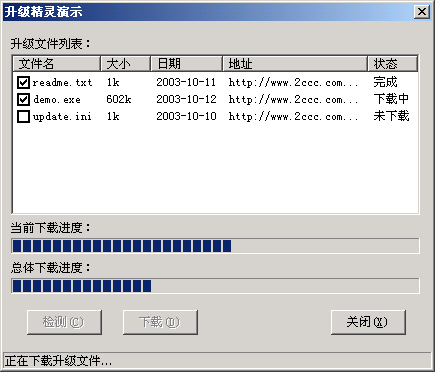 升级精灵演示
升级文件列表：
文件名 大小 日期 地址 状态
readme.txt 1k 2003-10-11 http://www.2ccc.com... 完成
demo.exe 602k 2003-10-12 http://www.2ccc.com... 下载中
update.ini 1k 2003-10-10 http://www.2ccc.com... 未下载
当前下载进度：
总体下载进度：
检测(C) 下载(D) 关闭(X)
正在下载升级文件...